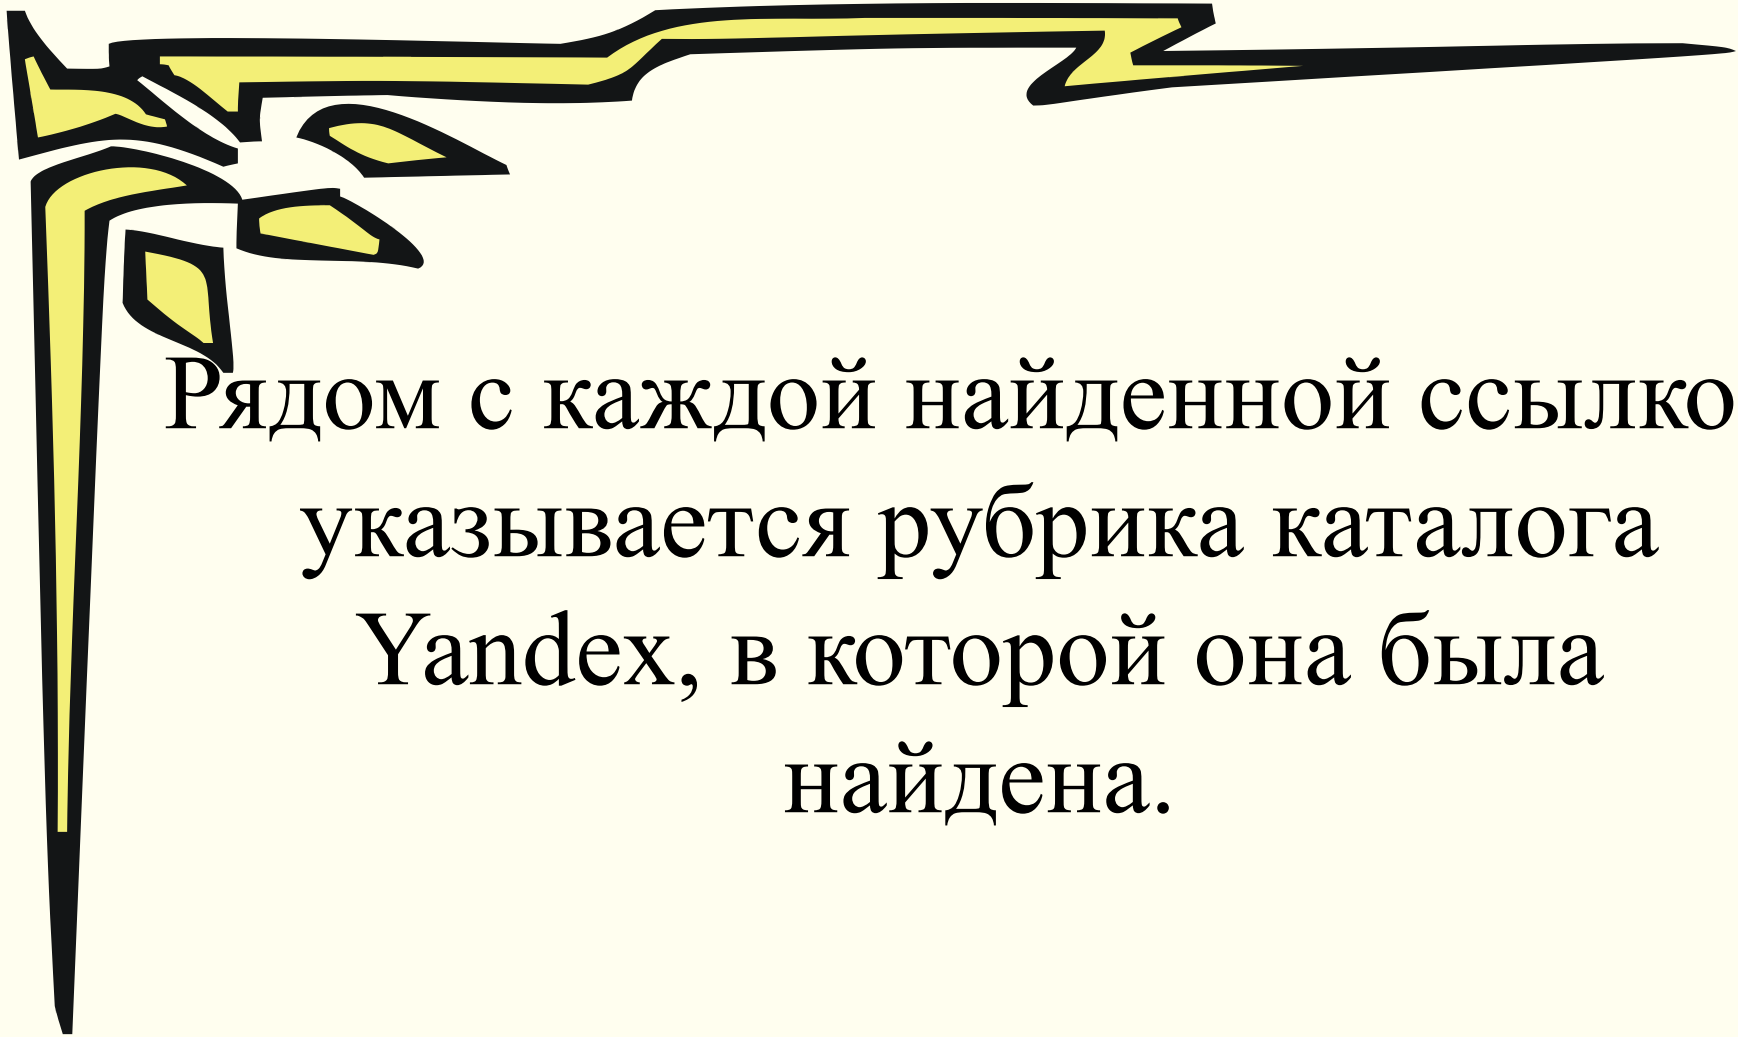 Рядом с каждой найденной ссылко
указывается рубрика каталога
Yandex, в которой она была
найдена.